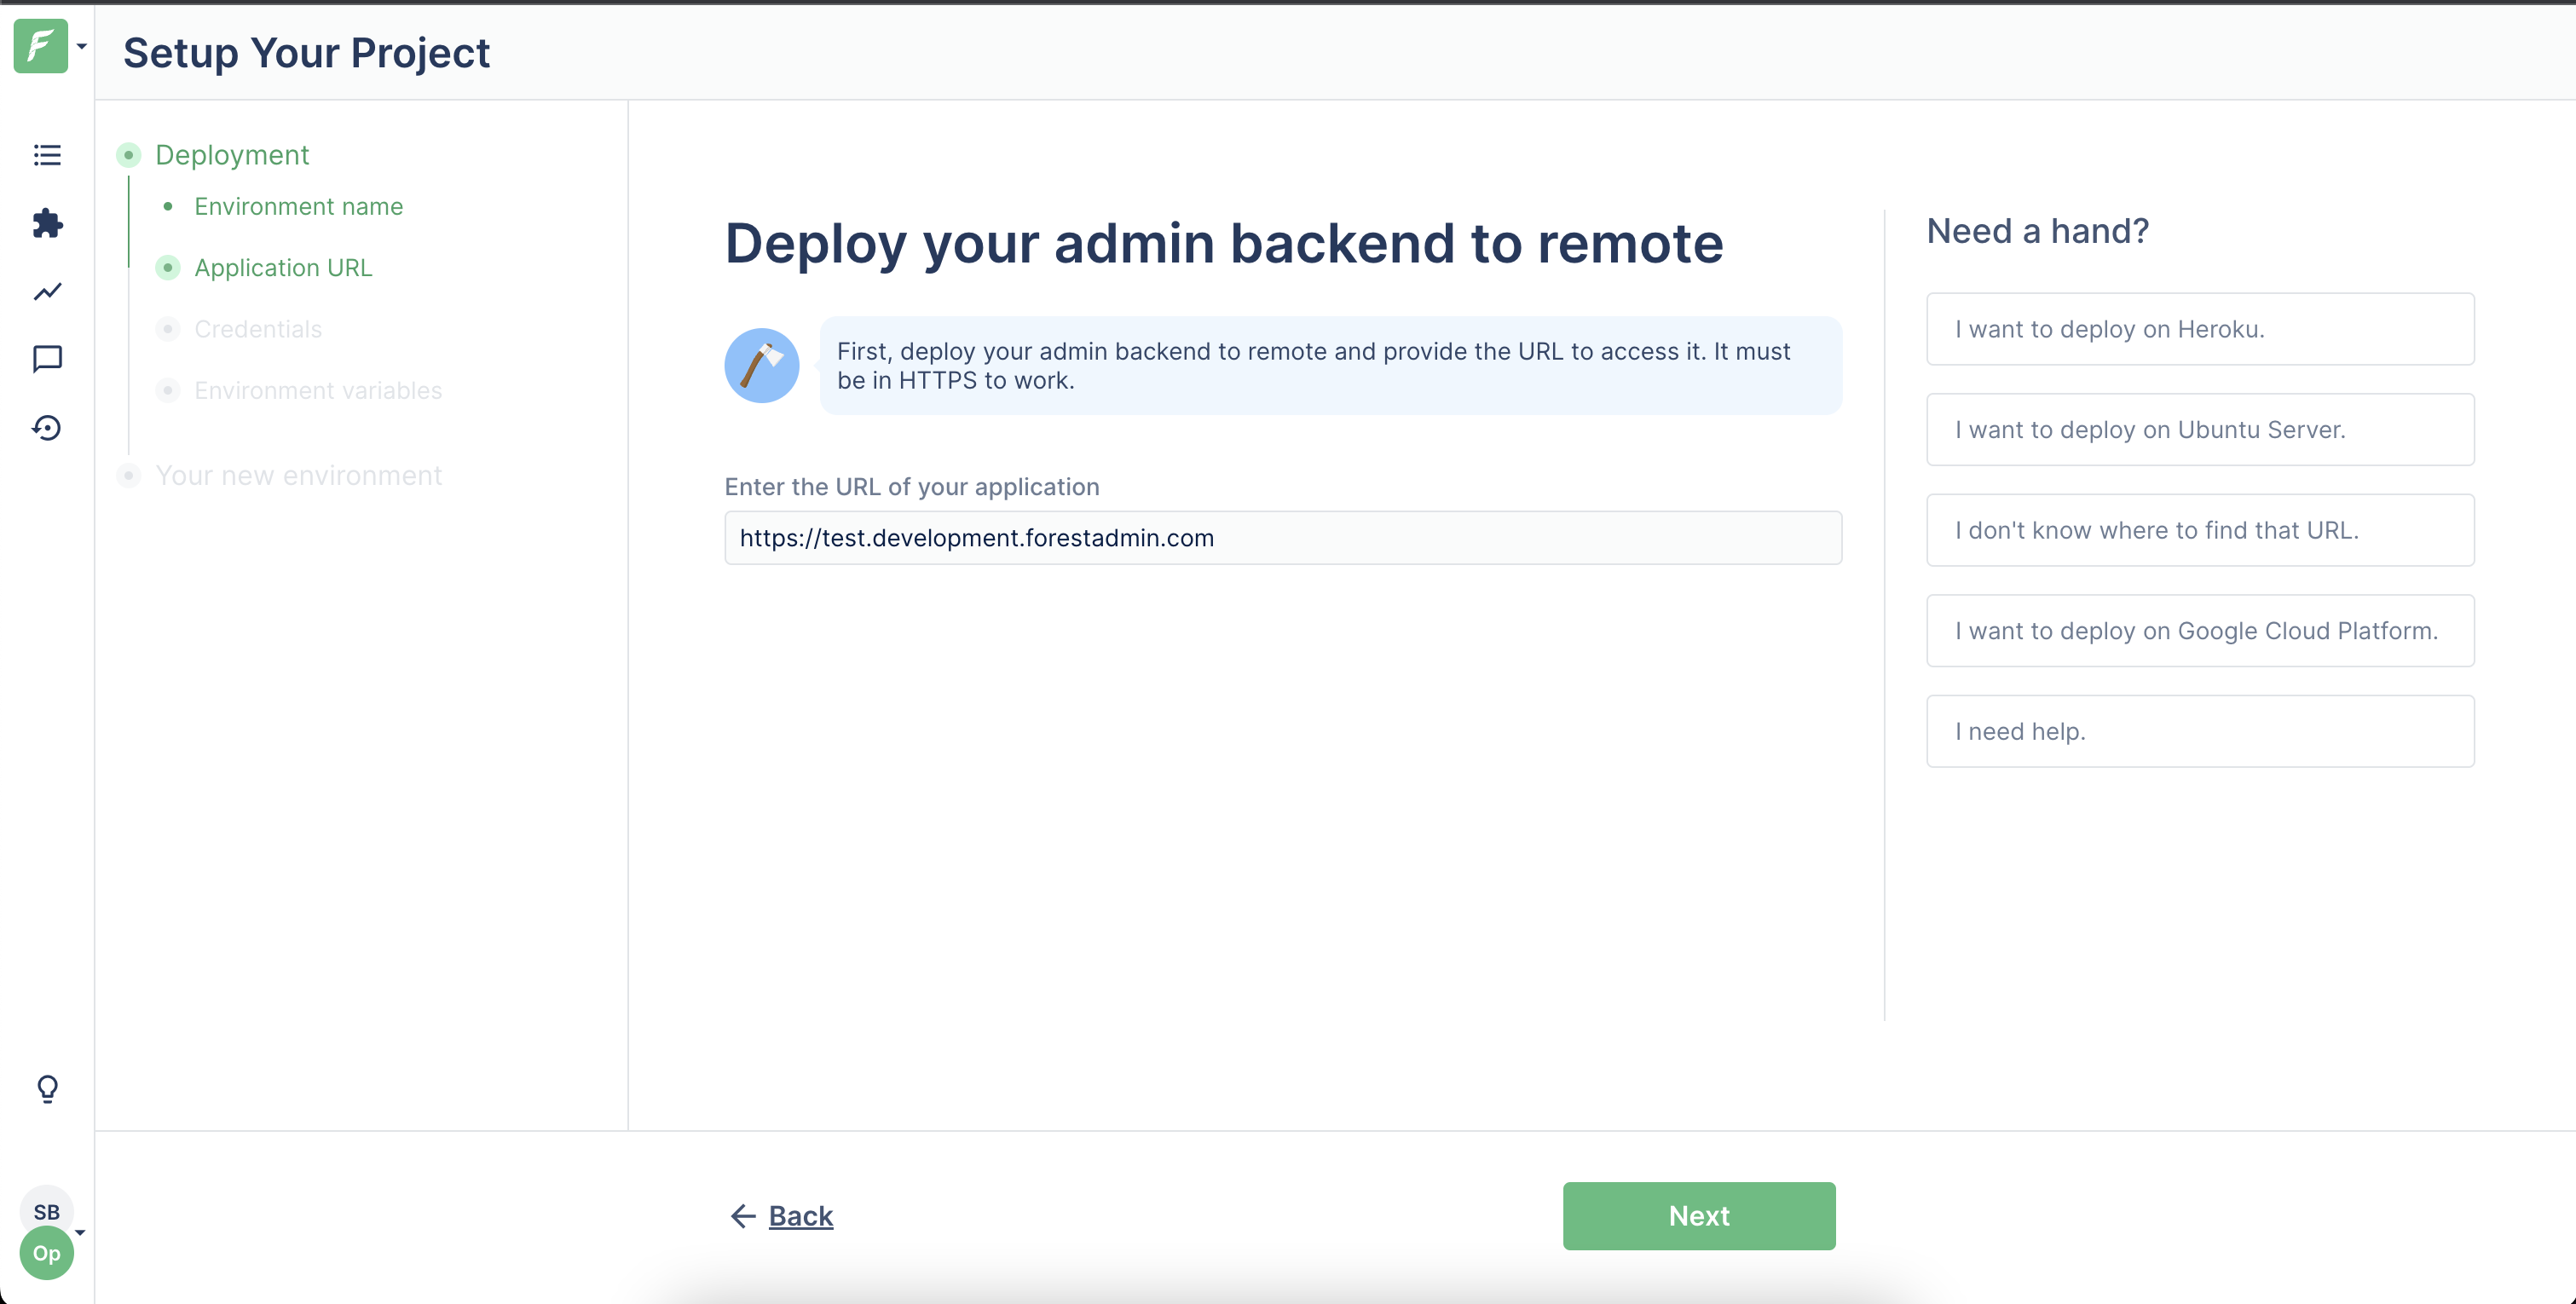 Setup Your Project
Deployment
Environment name
Application URL
Credentials
Environment variables
Your new environment
Deploy your admin backend to remote
First, deploy your admin backend to remote and provide the URL to access it. It must
be in HTTPS to work.
Enter the URL of your application
https://test.development.forestadmin.com
Need a hand?
I want to deploy on Heroku.
I want to deploy on Ubuntu Server.
I don't know where to find that URL.
I want to deploy on Google Cloud Platform.
I need help.
SB
Op
Back
Next